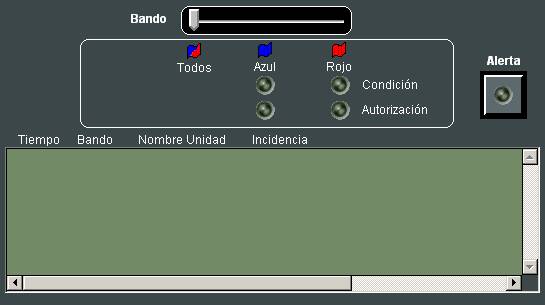 Bando
Todos Azul Rojo
Alerta
Condición
Autorización
Tiempo Bando Nombre Unidad Incidencia